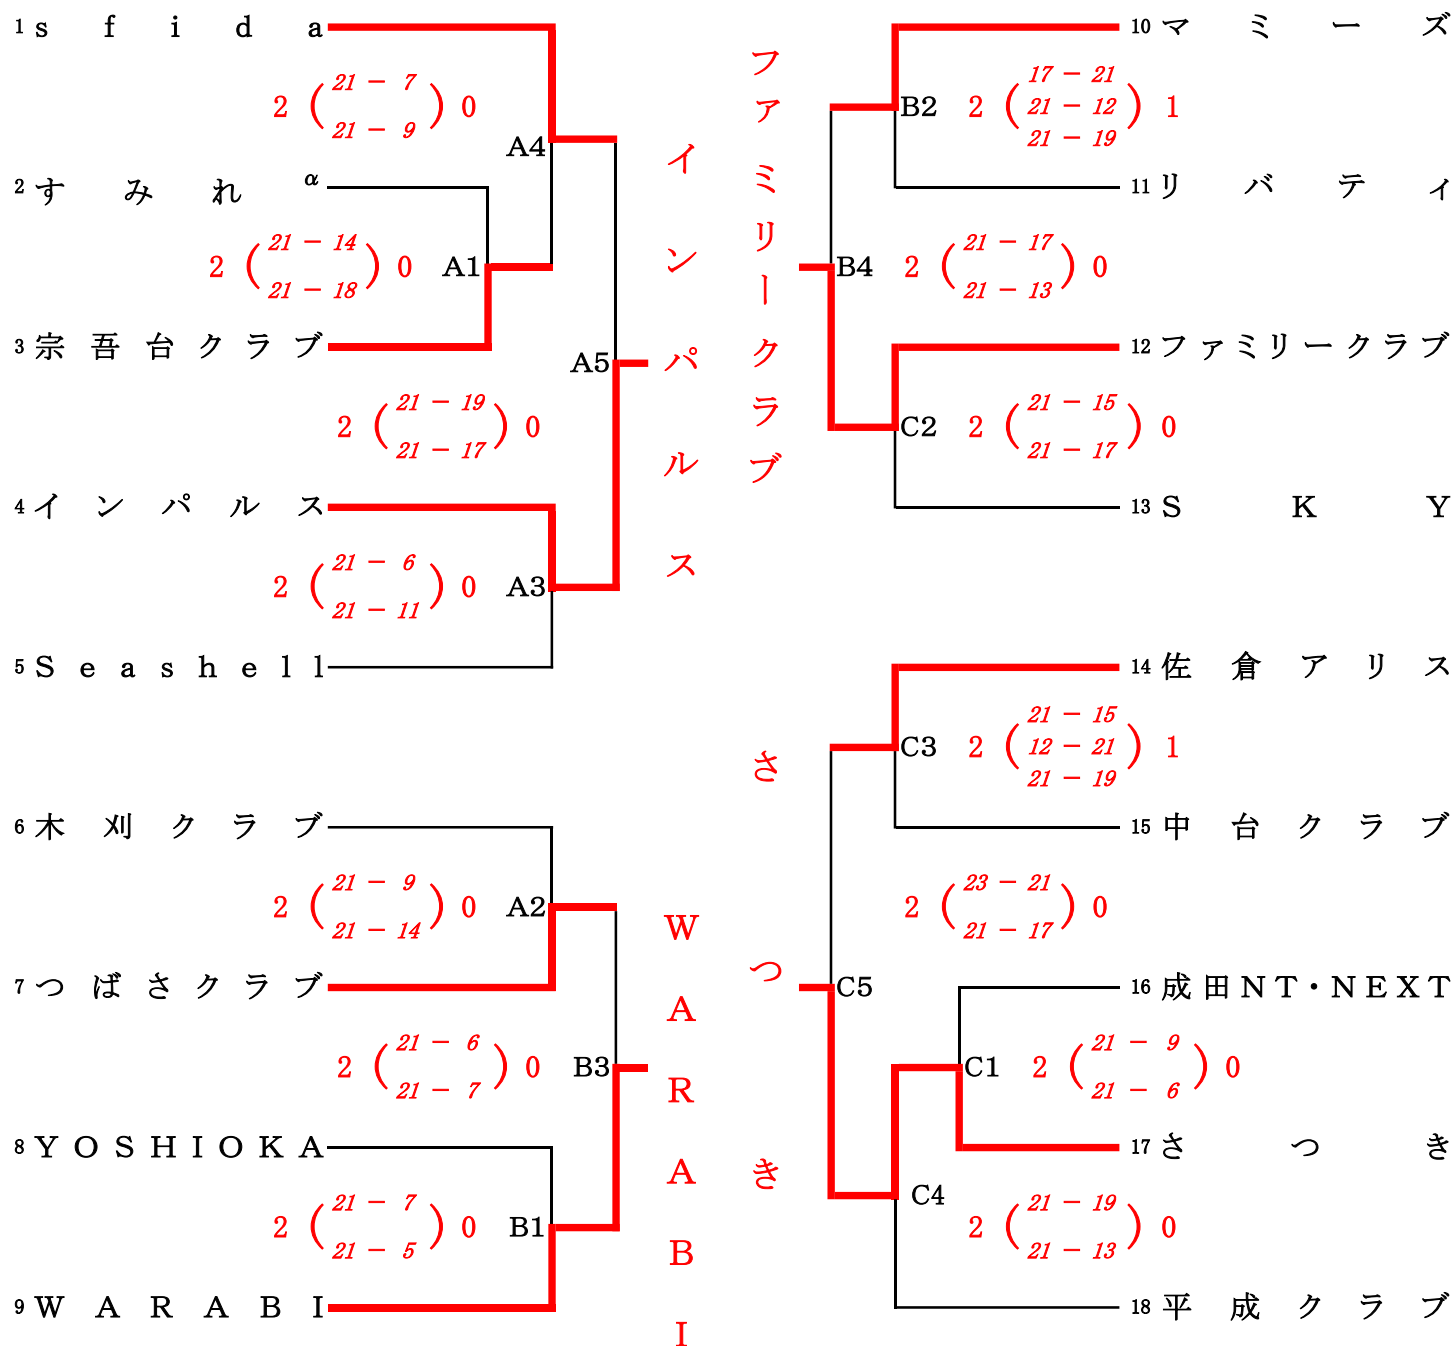 1 sfida
2 ( 21 － 7
21 － 9 ) 0
A4
2 すみれα
2 ( 21 － 14
21 － 18 ) 0
A1
3 宗吾台クラブ
A5
2 ( 21 － 19
21 － 17 ) 0
4 インパルス
2 ( 21 － 6
21 － 11 ) 0
A3
5 Seashell
インパルス
6 木刈クラブ
2 ( 21 － 9
21 － 14 ) 0
A2
7 つばさクラブ
2 ( 21 － 6
21 － 7 ) 0
B3
8 YOSHIOKA
2 ( 21 － 7
21 － 5 ) 0
B1
9 WARABI
WARABI
ファミリークラブ
10 マミーズ
B2
2 ( 17 － 21
21 － 12
21 － 19 ) 1
11 リバティ
B4
2 ( 21 － 17
21 － 13 ) 0
12 ファミリークラブ
C2
2 ( 21 － 15
21 － 17 ) 0
13 SKY
さつき
14 佐倉アリス
C3
2 ( 21 － 15
12 － 21
21 － 19 ) 1
15 中台クラブ
2 ( 23 － 21
21 － 17 ) 0
C5
16 成田NT・NEXT
C1
2 ( 21 － 9
21 － 6 ) 0
17 さつき
C4
2 ( 21 － 19
21 － 13 ) 0
18 平成クラブ